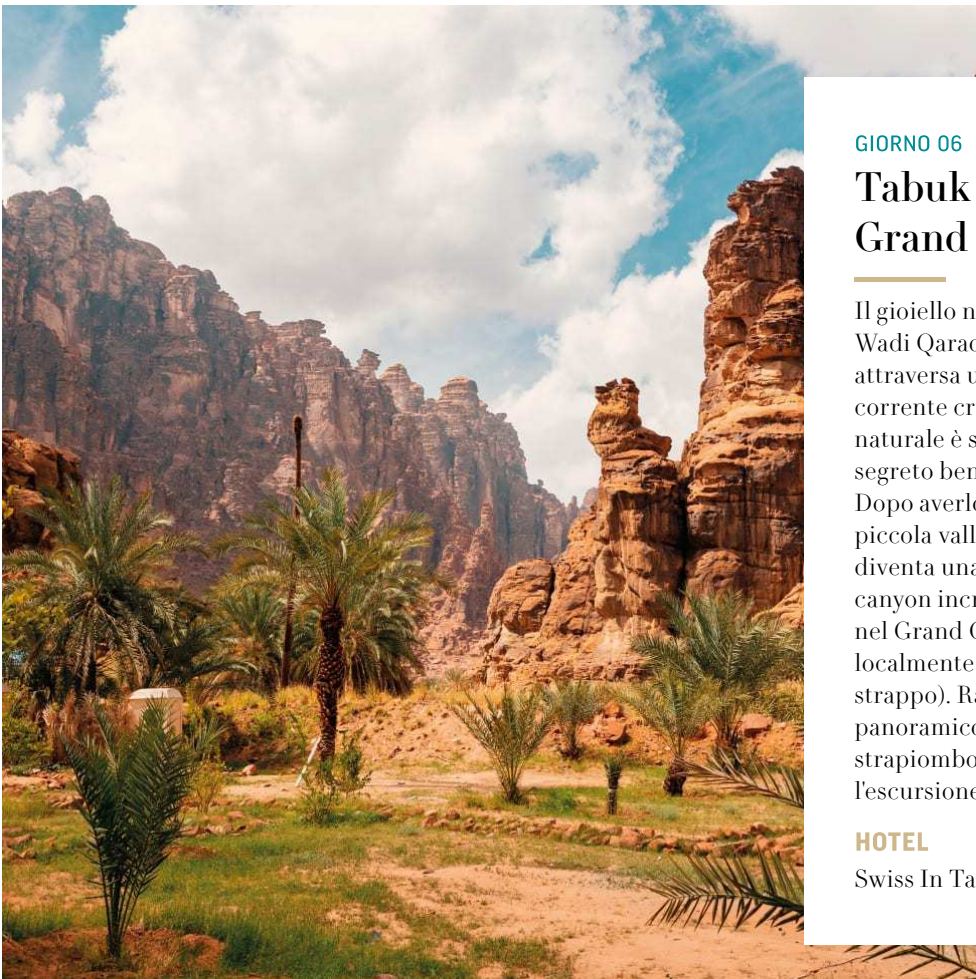 GIORNO 06
Tabuk
Grand
Il gioiello n
Wadi Qarac
attraversa u
corrente cr
naturale è s
segreto ben
Dopo averlo
piccola vall
diventa una
canyon incr
nel Grand C
localmente
strappo). Ra
panoramico
strapiombo
l'escursione
HOTEL
Swiss In Ta